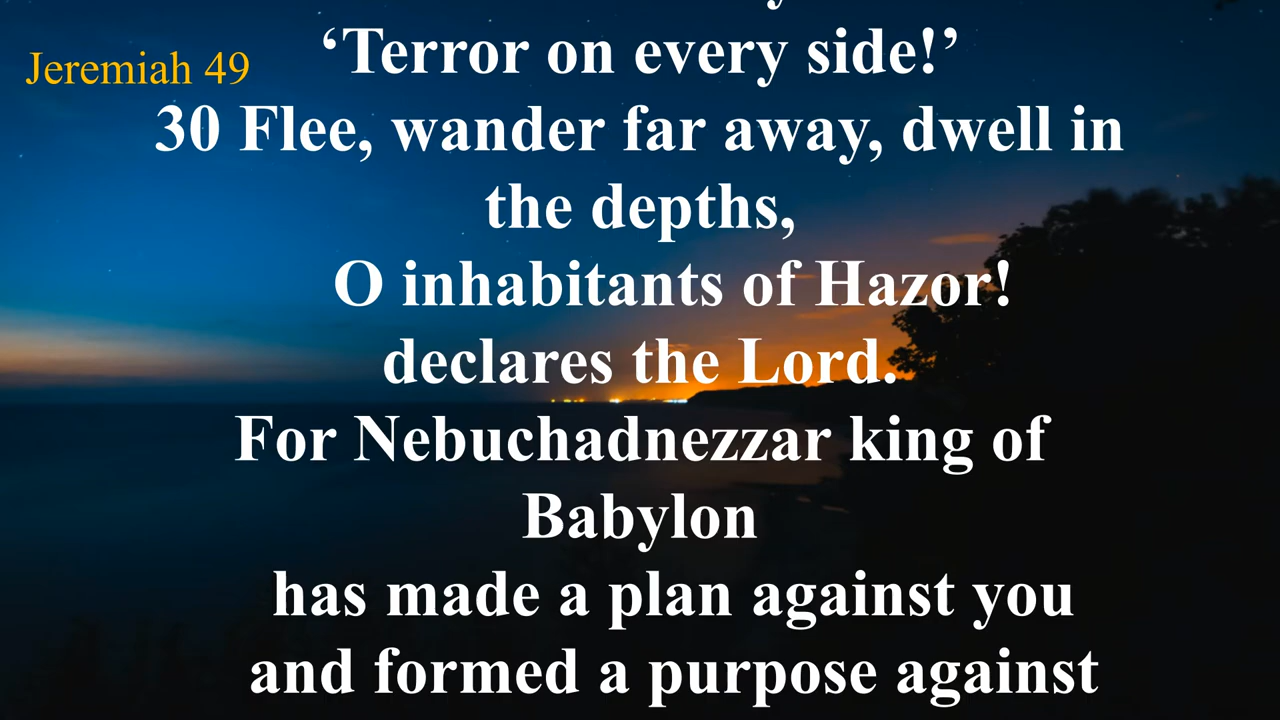 Jeremiah 49
‘Terror on every side!’
30 Flee, wander far away, dwell in
the depths,
O inhabitants of Hazor!
declares the Lord.
For Nebuchadnezzar king of
Babylon
has made a plan against you
and formed a purpose against